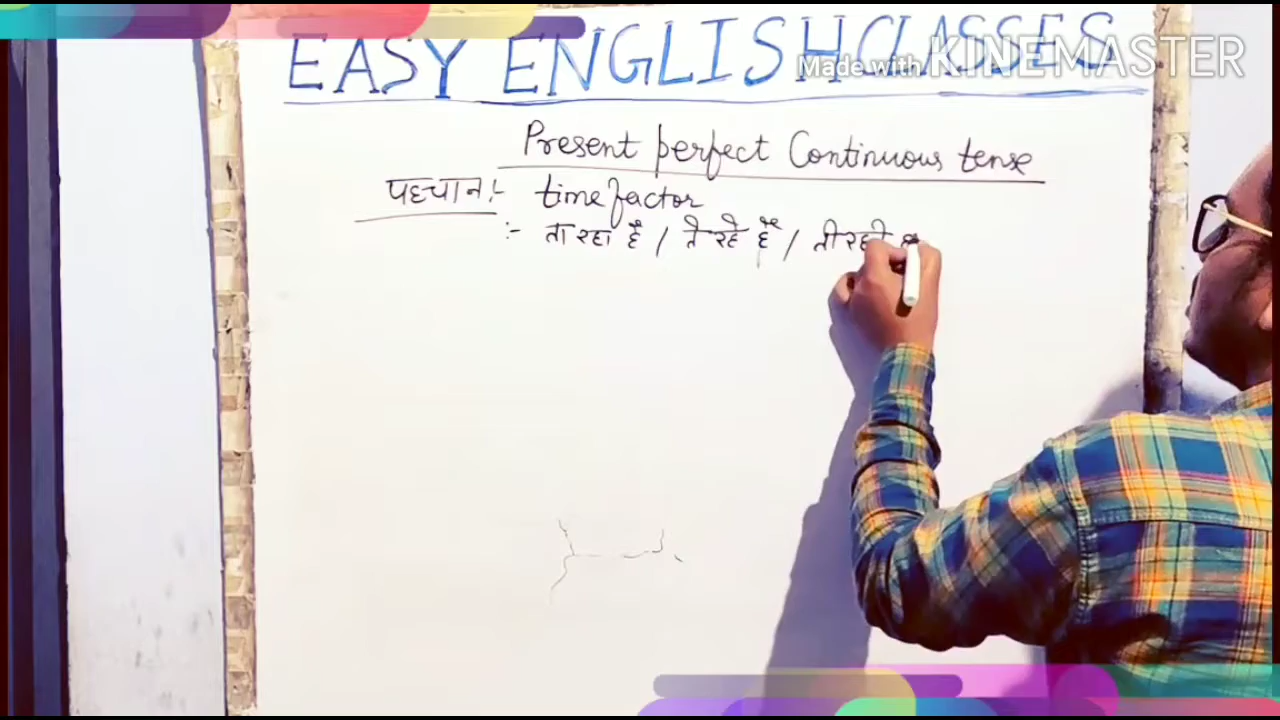 EASY ENGLISH CLASSES
Made with KINEMASTER
Present perfect Continuous tense
पहचान :- time factor
:- ता रहा है / ते रहे हैं / ती रही